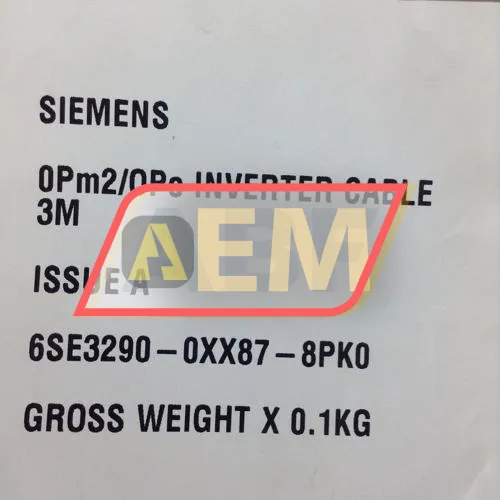 SIEMENS
0Pm2/OPs INVERTER CABLE
3M
ISSUE A
AEM
6SE3290-0XX87-8PK0
GROSS WEIGHT X 0.1KG